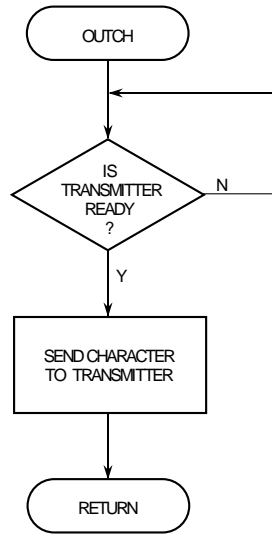 OUTCH
IS
TRANSMITTER
READY
?
N
Y
SEND CHARACTER
TO TRANSMITTER
RETURN